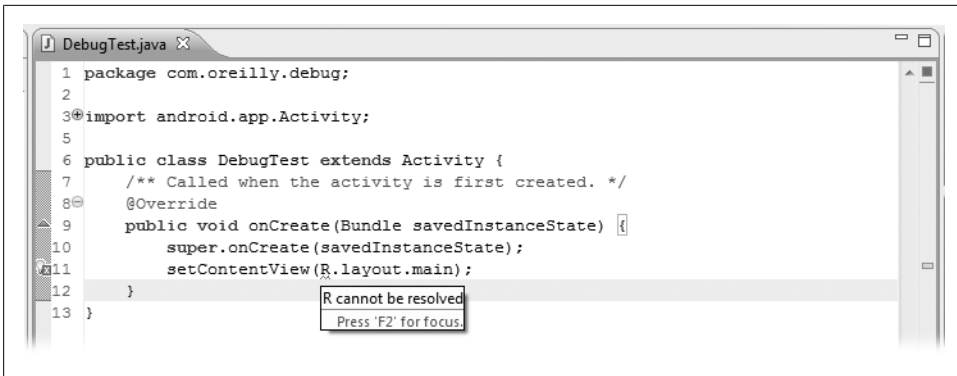 DebugTest.java
1 package com.oreilly.debug;
2
3 import android.app.Activity;
5
6 public class DebugTest extends Activity {
7 /** Called when the activity is first created. */
8 @Override
9 public void onCreate(Bundle savedInstanceState) {
10 super.onCreate(savedInstanceState);
11 setContentView(R.layout.main);
12 }
R cannot be resolved
Press 'F2' for focus.
13 }